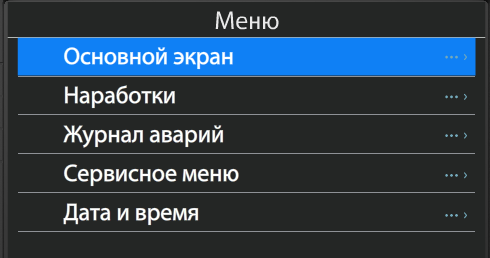 Меню
Основной экран
Наработки
Журнал аварий
Сервисное меню
Дата и время